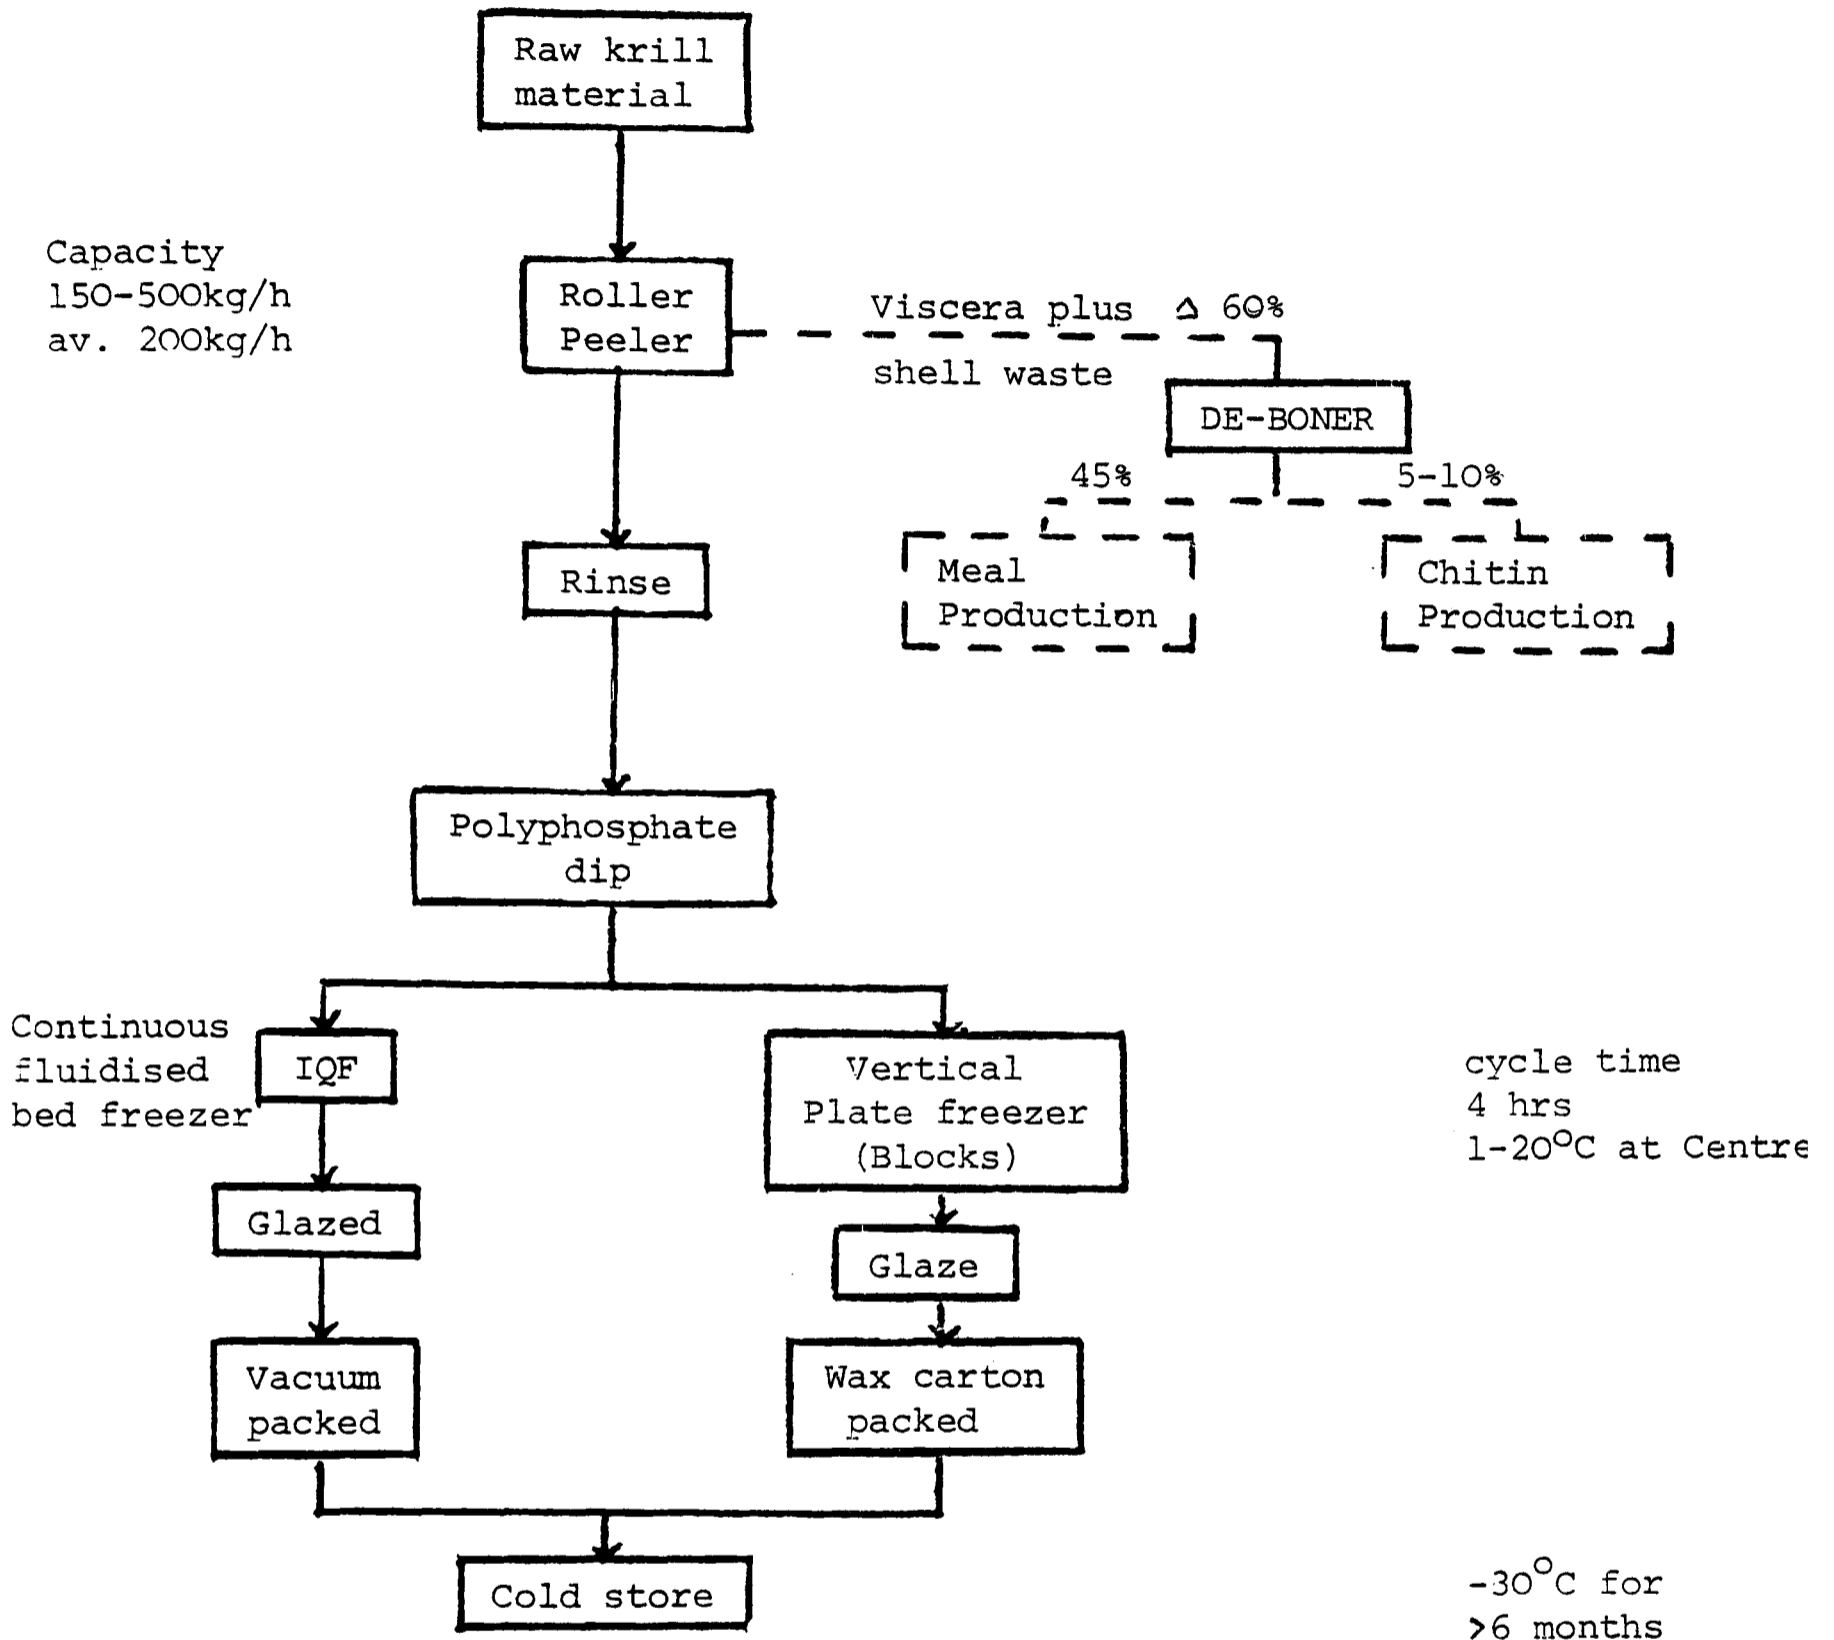 Raw krill
material
Capacity
150-500kg/h
av. 200kg/h
Roller
Peeler
Viscera plus Δ 60%
shell waste
DE-BONER
45%
5-10%
Meal
Production
Chitin
Production
Rinse
Polyphosphate
dip
Continuous
fluidised
bed freezer
IQF
Vertical
Plate freezer
(Blocks)
cycle time
4 hrs
1-20°C at Centre
Glazed
Glaze
Vacuum
packed
Wax carton
packed
Cold store
-30°C for
>6 months